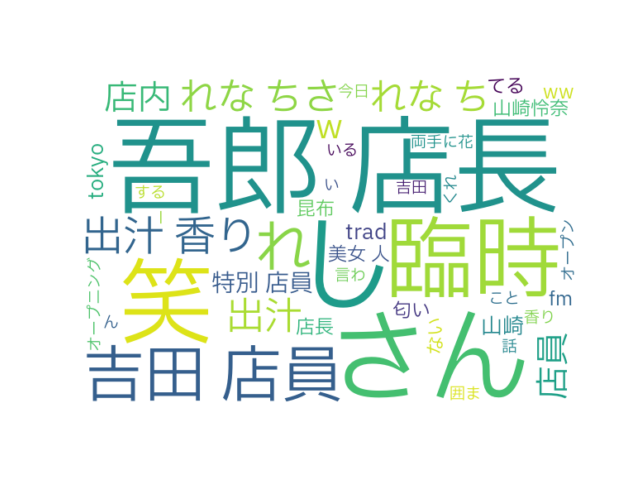 店内 れな ちさ 今日 れな ち てる ww
山崎怜奈
吾郎 店長
w いる 両手に花
tokyo
する い 吉田 くれ
ー 昆布
出汁 香り れ し 臨時
trad
美女 人
オープン
オープニング
笑 特別 店員 言わ
匂い こと fm
出汁 店長 ない 山崎 香り
ん
吉田 店員 さん 話 店員
囲ま